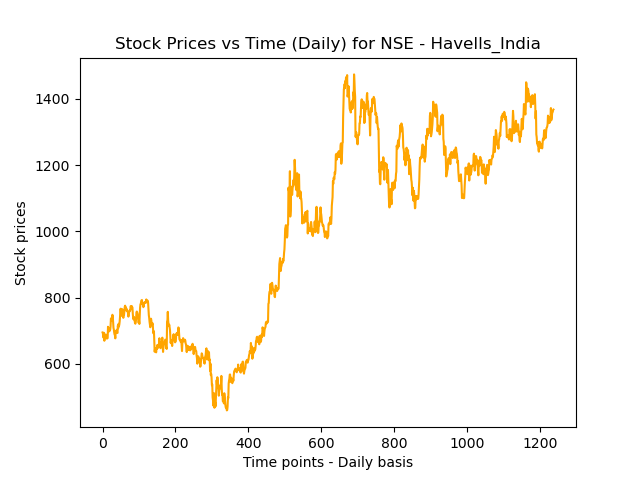 Stock Prices vs Time (Daily) for NSE - Havells_India
1400
1200
1000
800
600
Stock prices
0 200 400 600 800 1000 1200
Time points - Daily basis